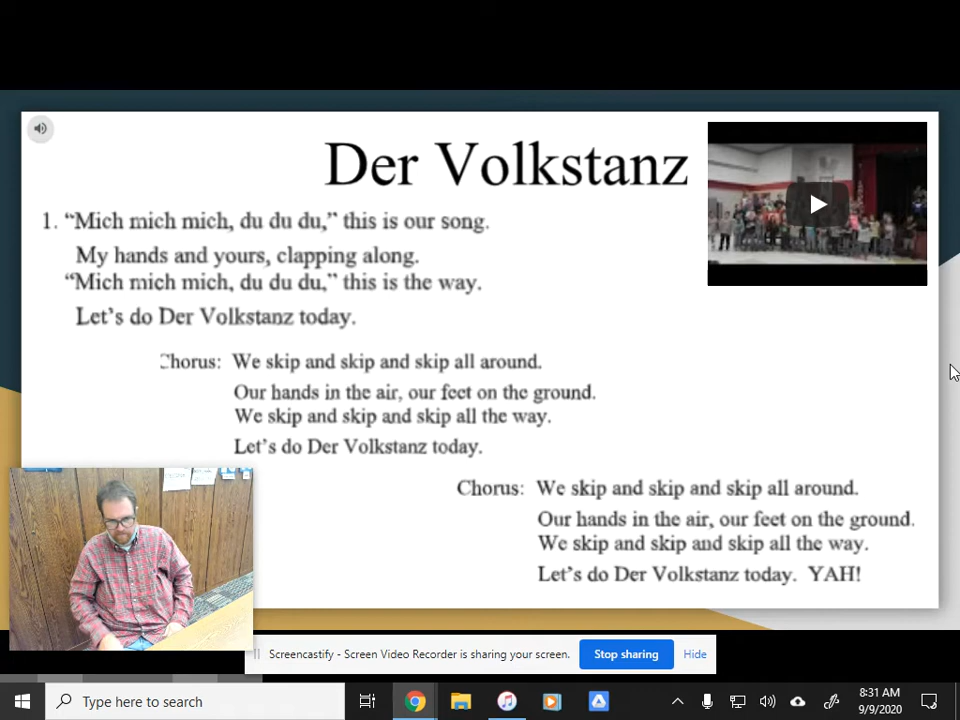 Der Volkstanz
1. “Mich mich mich, du du du,” this is our song.
My hands and yours, clapping along.
“Mich mich mich, du du du,” this is the way.
Let’s do Der Volkstanz today.
Chorus: We skip and skip and skip all around.
Our hands in the air, our feet on the ground.
We skip and skip and skip all the way.
Let’s do Der Volkstanz today.
Chorus: We skip and skip and skip all around.
Our hands in the air, our feet on the ground.
We skip and skip and skip all the way.
Let’s do Der Volkstanz today. YAH!
Screencastify - Screen Video Recorder is sharing your screen. Stop sharing Hide
Type here to search
8:31 AM
9/9/2020